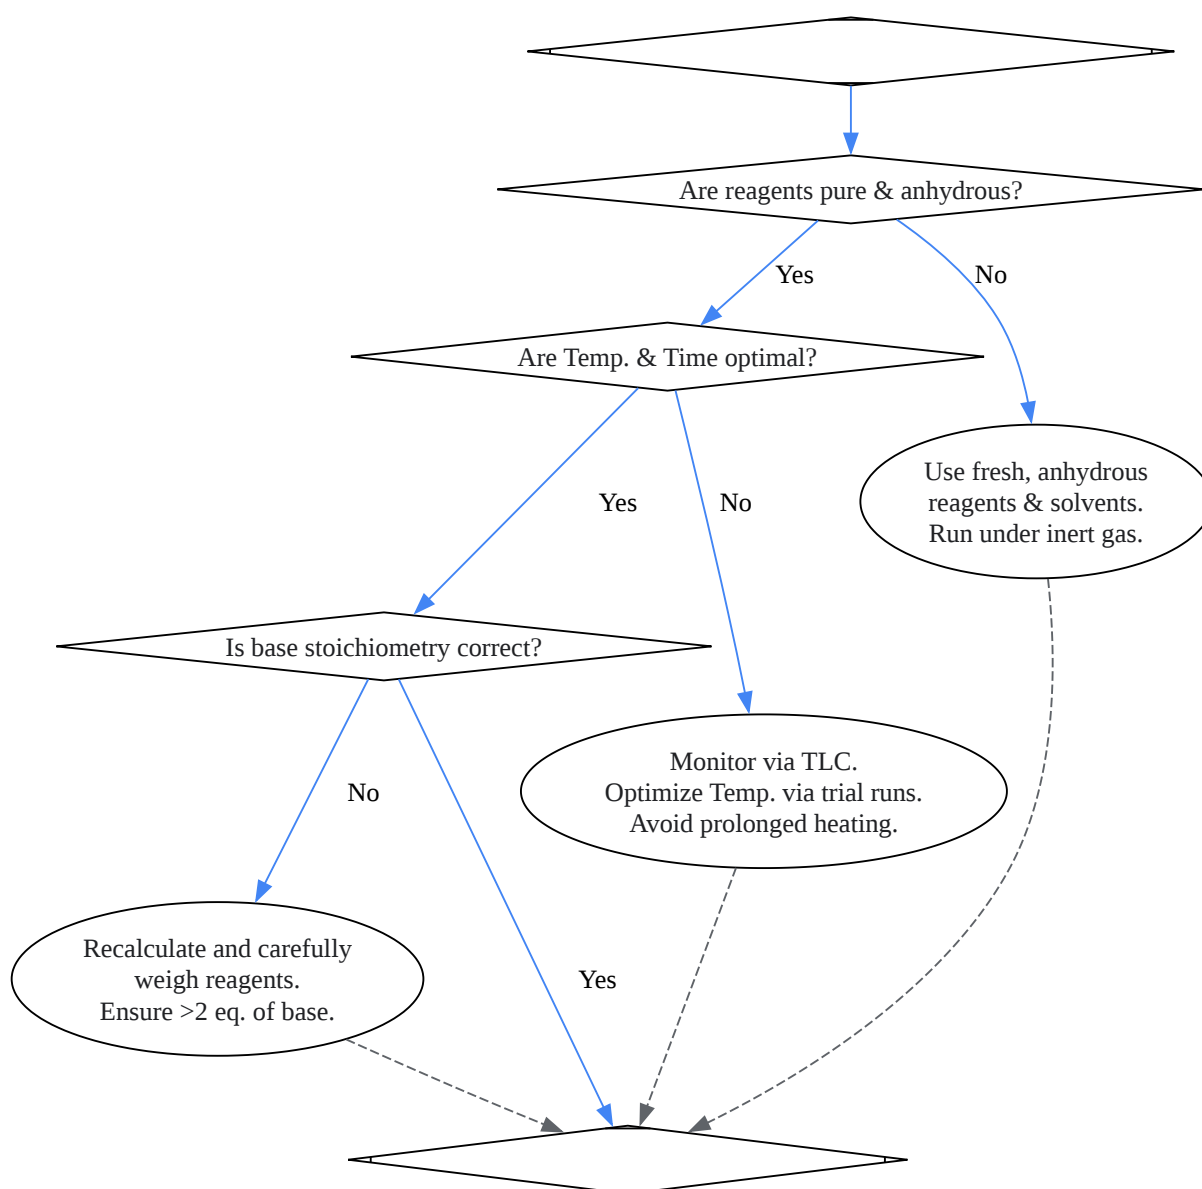 Are reagents pure & anhydrous?
Yes
No
Are Temp. & Time optimal?
Use fresh, anhydrous
reagents & solvents.
Run under inert gas.
Yes
No
Is base stoichiometry correct?
Monitor via TLC.
Optimize Temp. via trial runs.
Avoid prolonged heating.
No
Recalculate and carefully
weigh reagents.
Ensure >2 eq. of base.
Yes